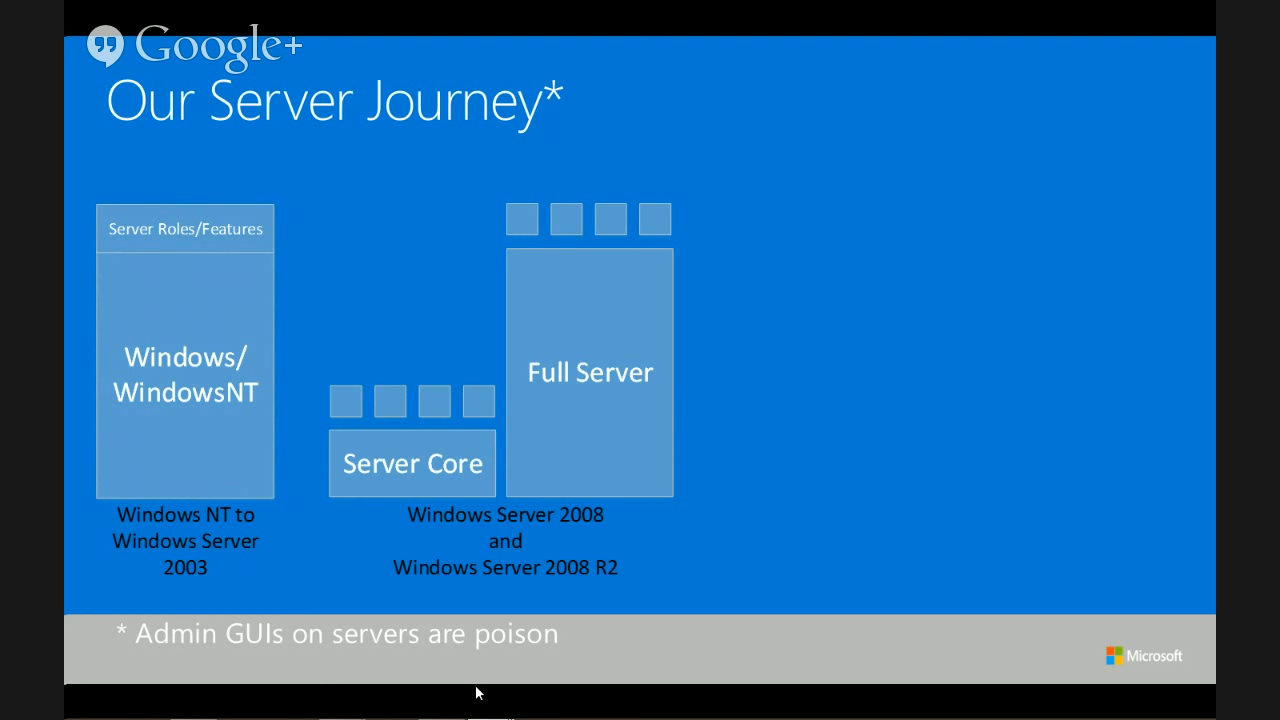 Google+
Our Server Journey*
Server Roles/Features
Windows/
WindowsNT
Windows NT to
Windows Server
2003
Server Core
Full Server
Windows Server 2008
and
Windows Server 2008 R2
* Admin GUIs on servers are poison
Microsoft